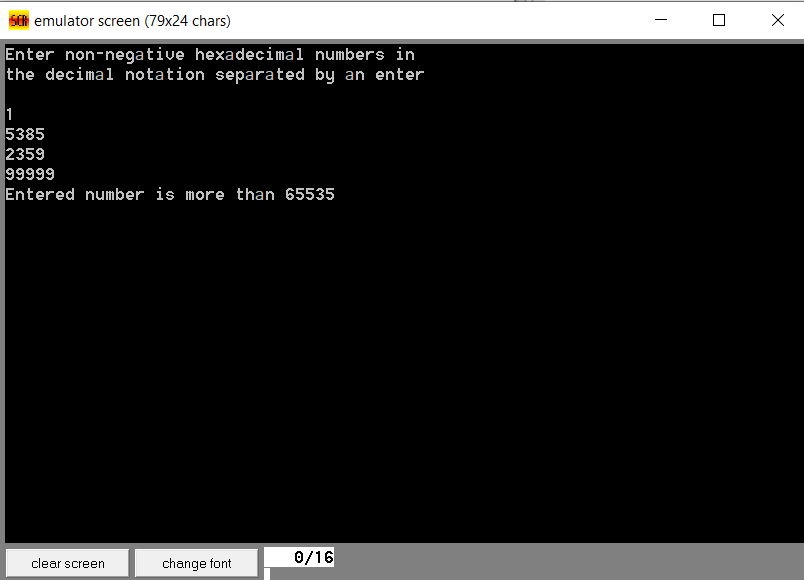 SCR emulator screen (79x24 chars)
Enter non-negative hexadecimal numbers in
the decimal notation separated by an enter
1
5385
2359
99999
Entered number is more than 65535
clear screen change font 0/16